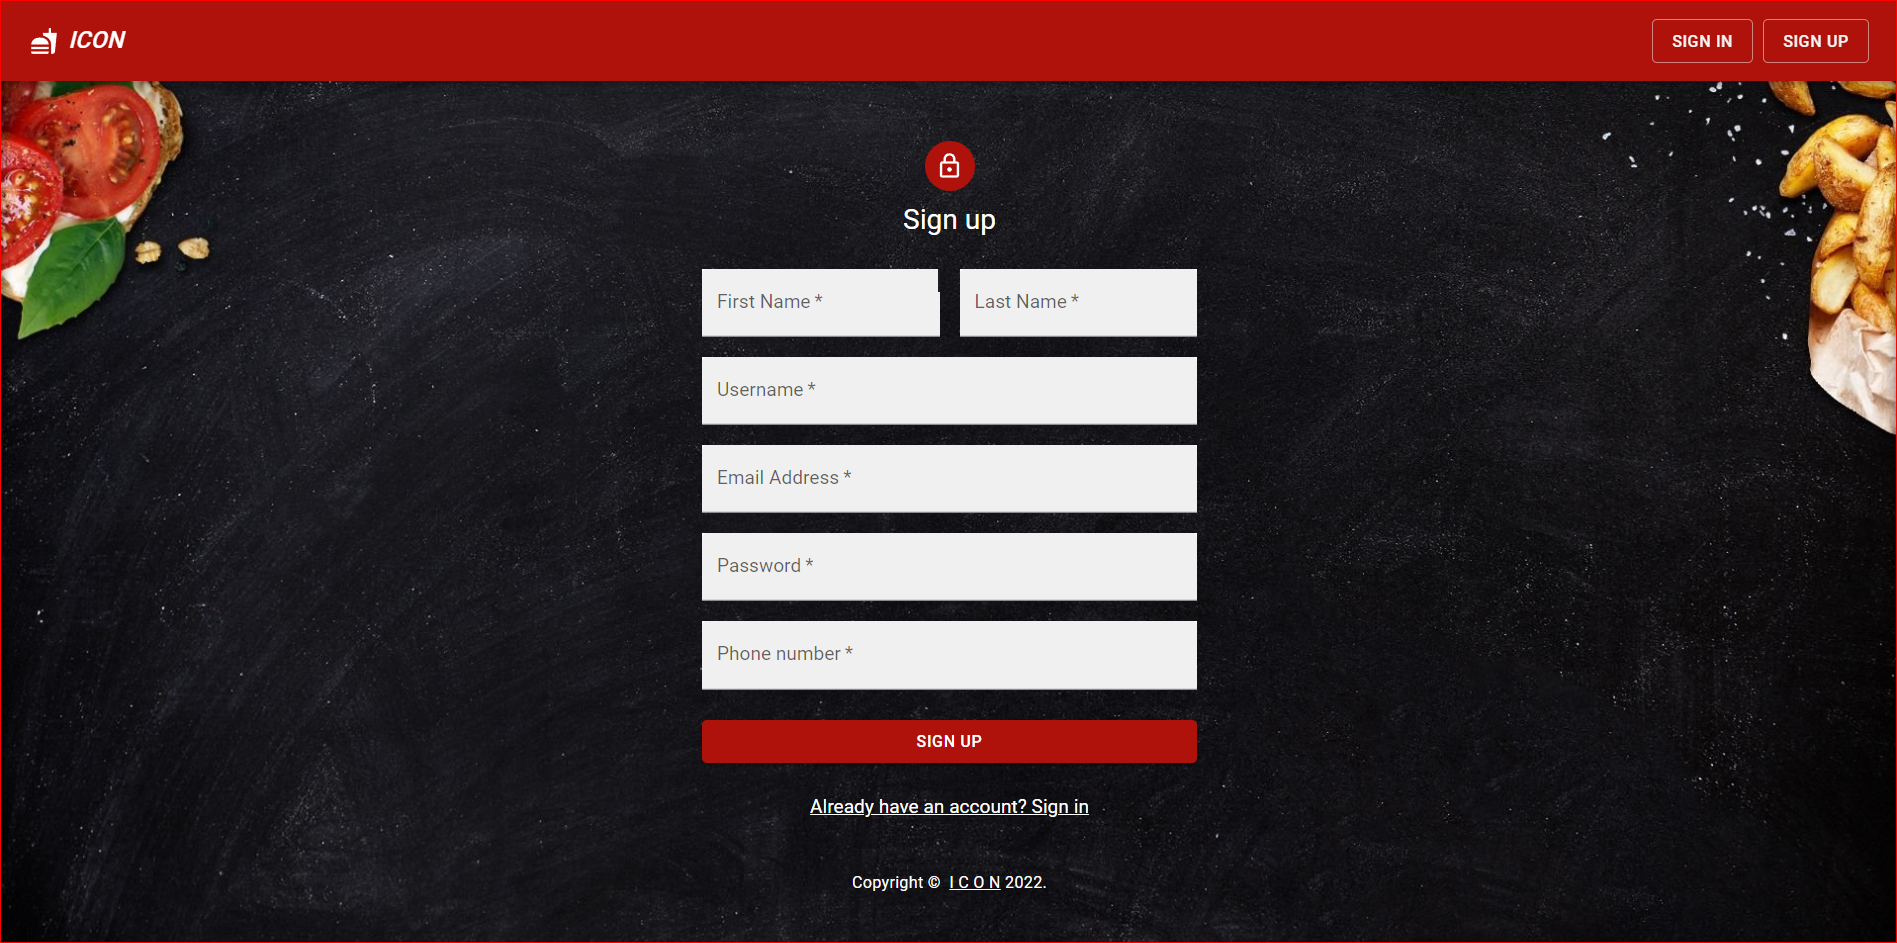 ICON
SIGN IN
SIGN UP
Sign up
First Name *
Last Name *
Username *
Email Address *
Password *
Phone number *
SIGN UP
Already have an account? Sign in
Copyright © I C O N 2022.